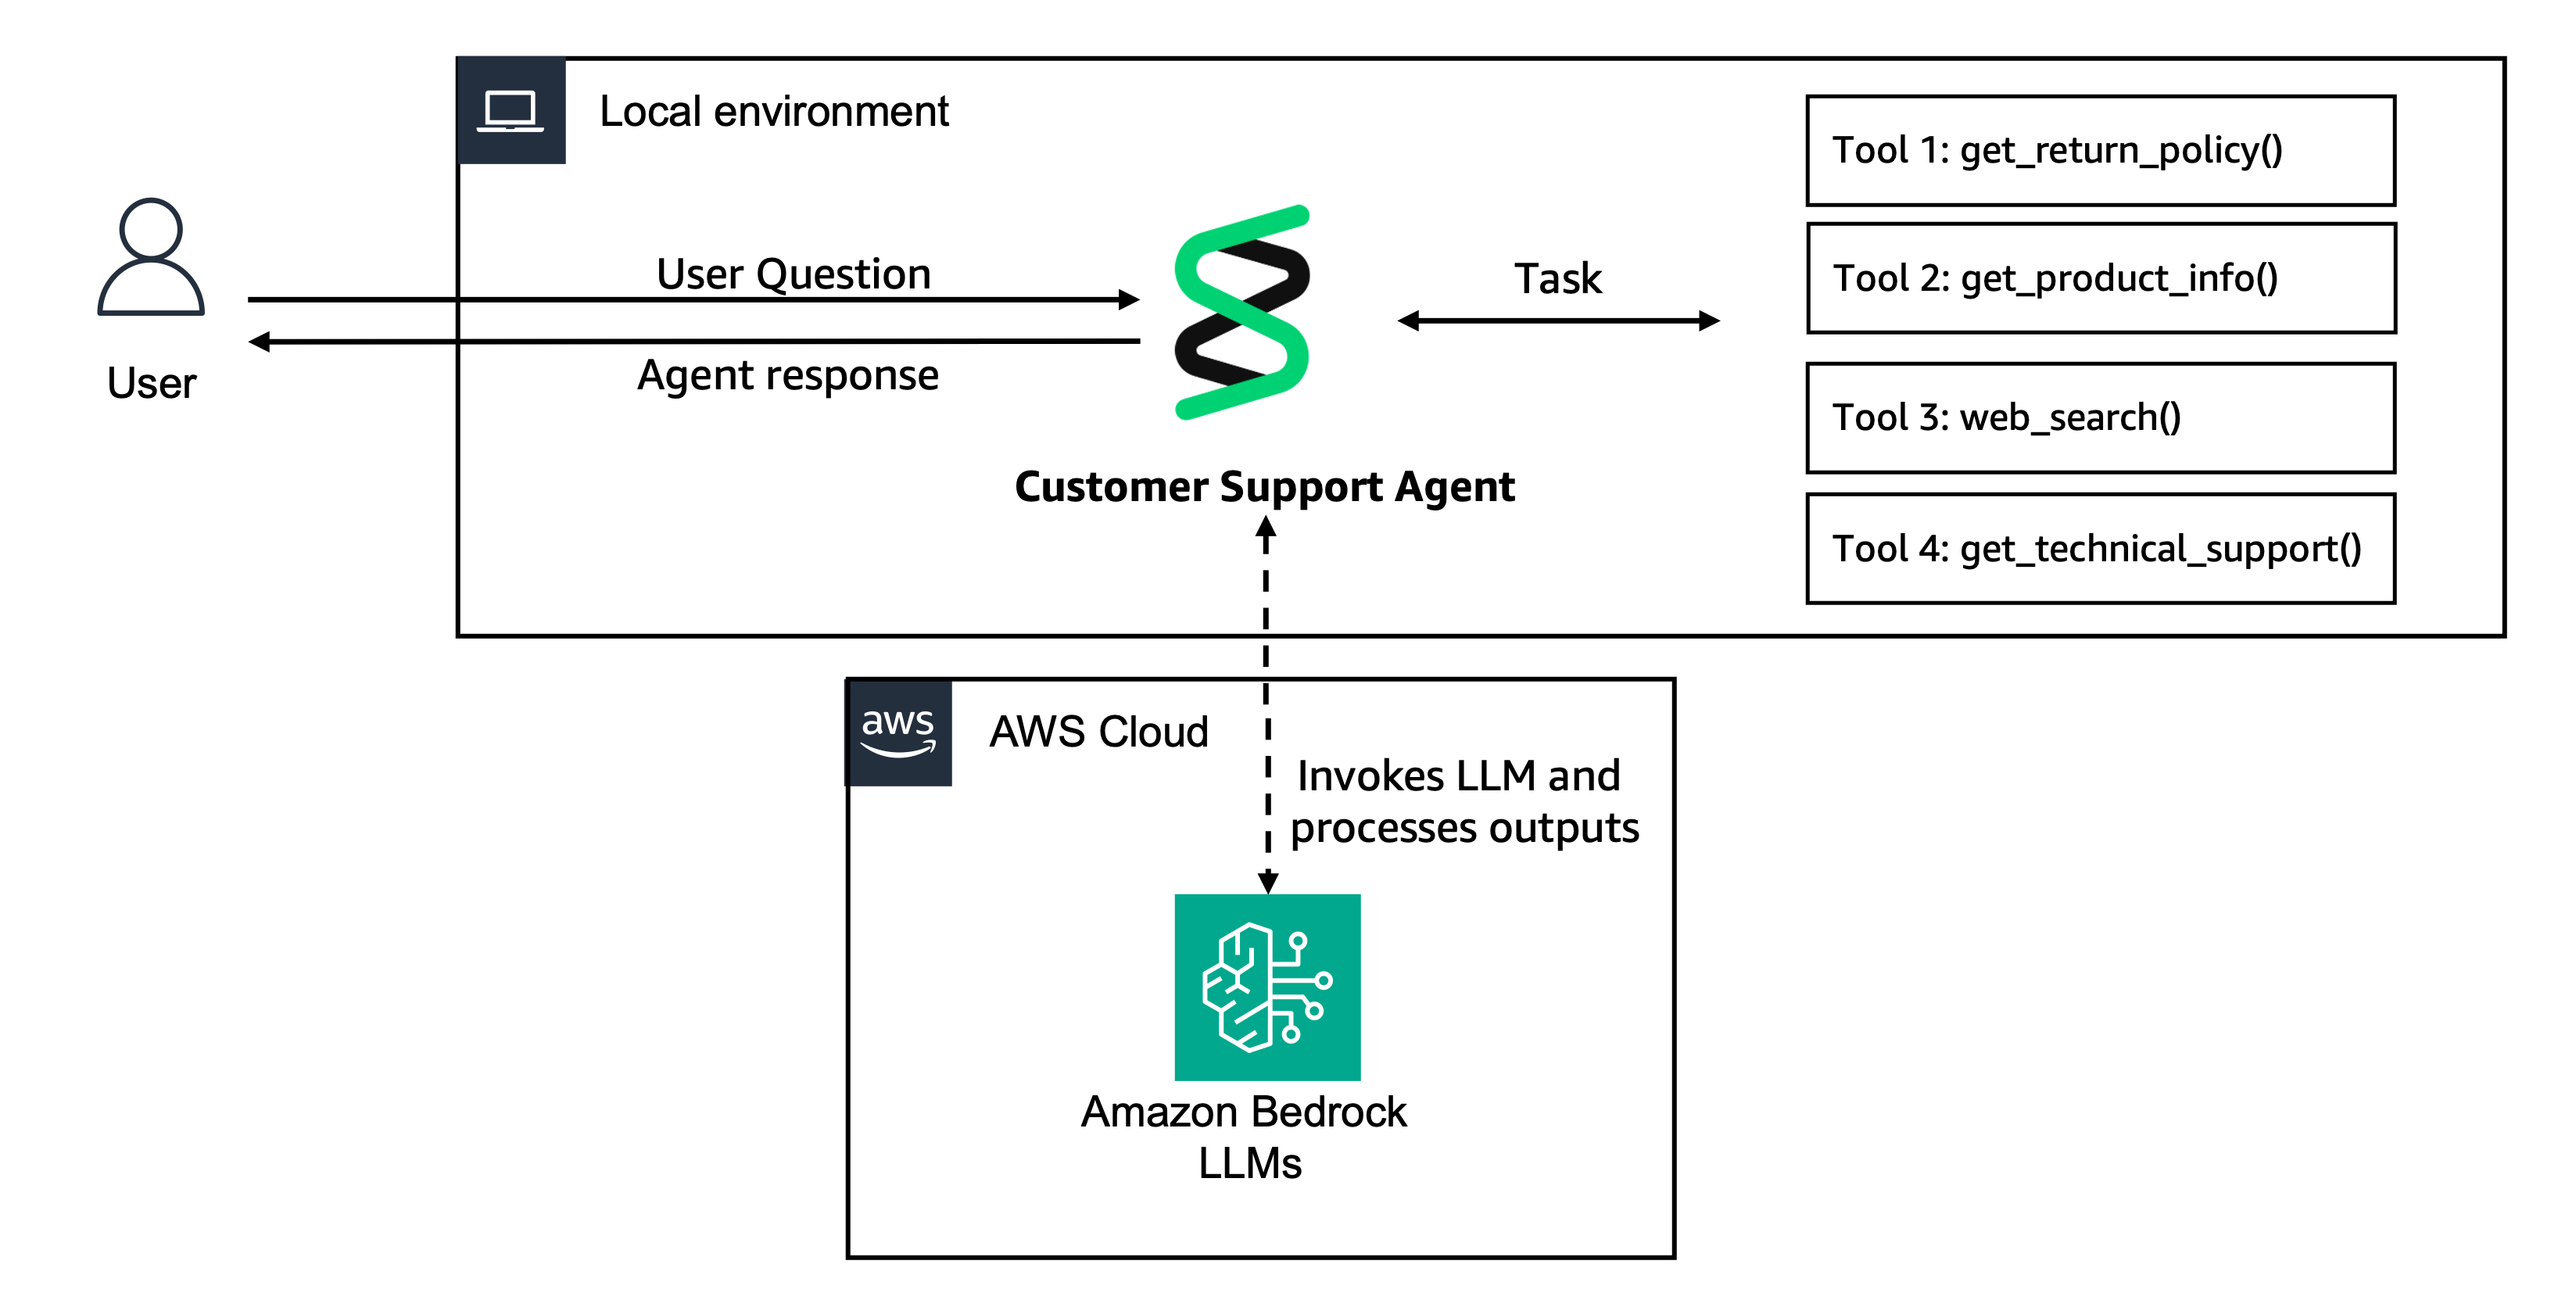 Local environment
Tool 1: get_return_policy()
Tool 2: get_product_info()
Tool 3: web_search()
Tool 4: get_technical_support()
User Question
Agent response
User
Task
Customer Support Agent
aws
AWS Cloud
Invokes LLM and
processes outputs
Amazon Bedrock
LLMs